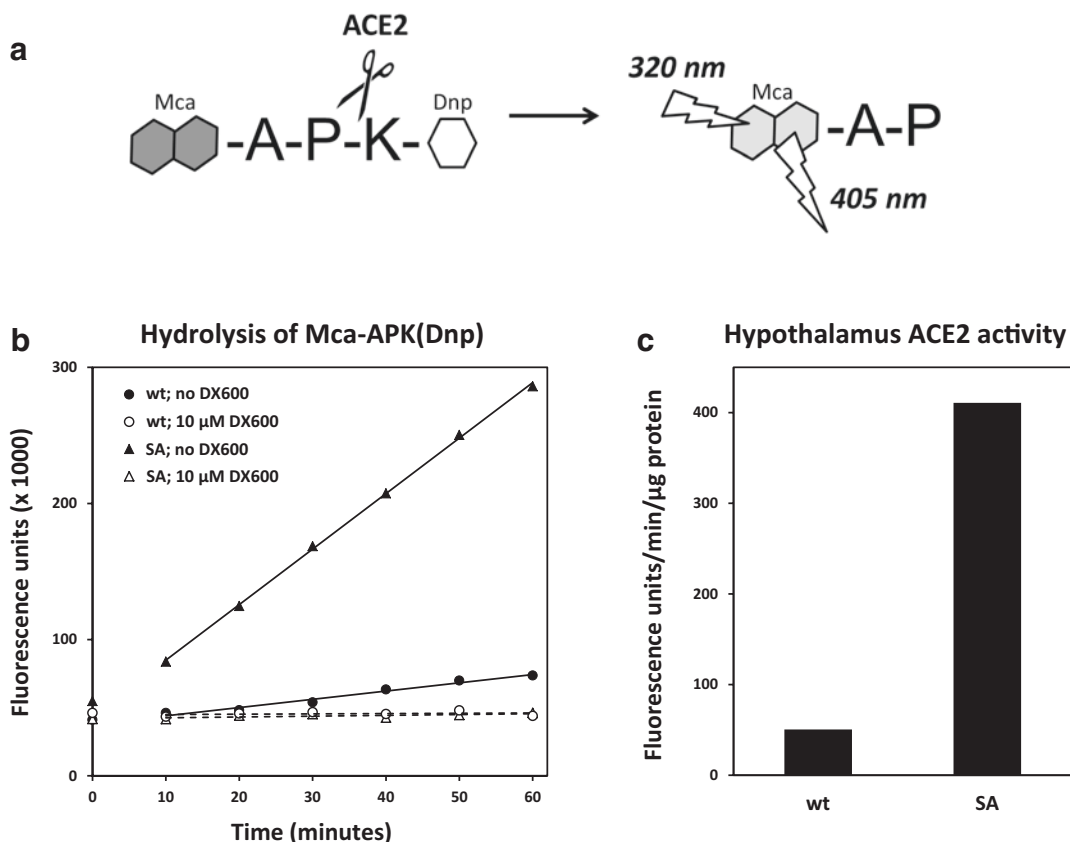 a
ACE2
Mca
-A-P-K-
Dnp
320 nm
Mca
-A-P
405 nm
b
Hydrolysis of Mca-APK(Dnp)
Fluorescence units (x 1000)
300
200
100
0
wt; no DX600
wt; 10 μM DX600
SA; no DX600
SA; 10 μM DX600
0 10 20 30 40 50 60
Time (minutes)
c
Hypothalamus ACE2 activity
Fluorescence units/min/μg protein
400
300
200
100
0
wt SA